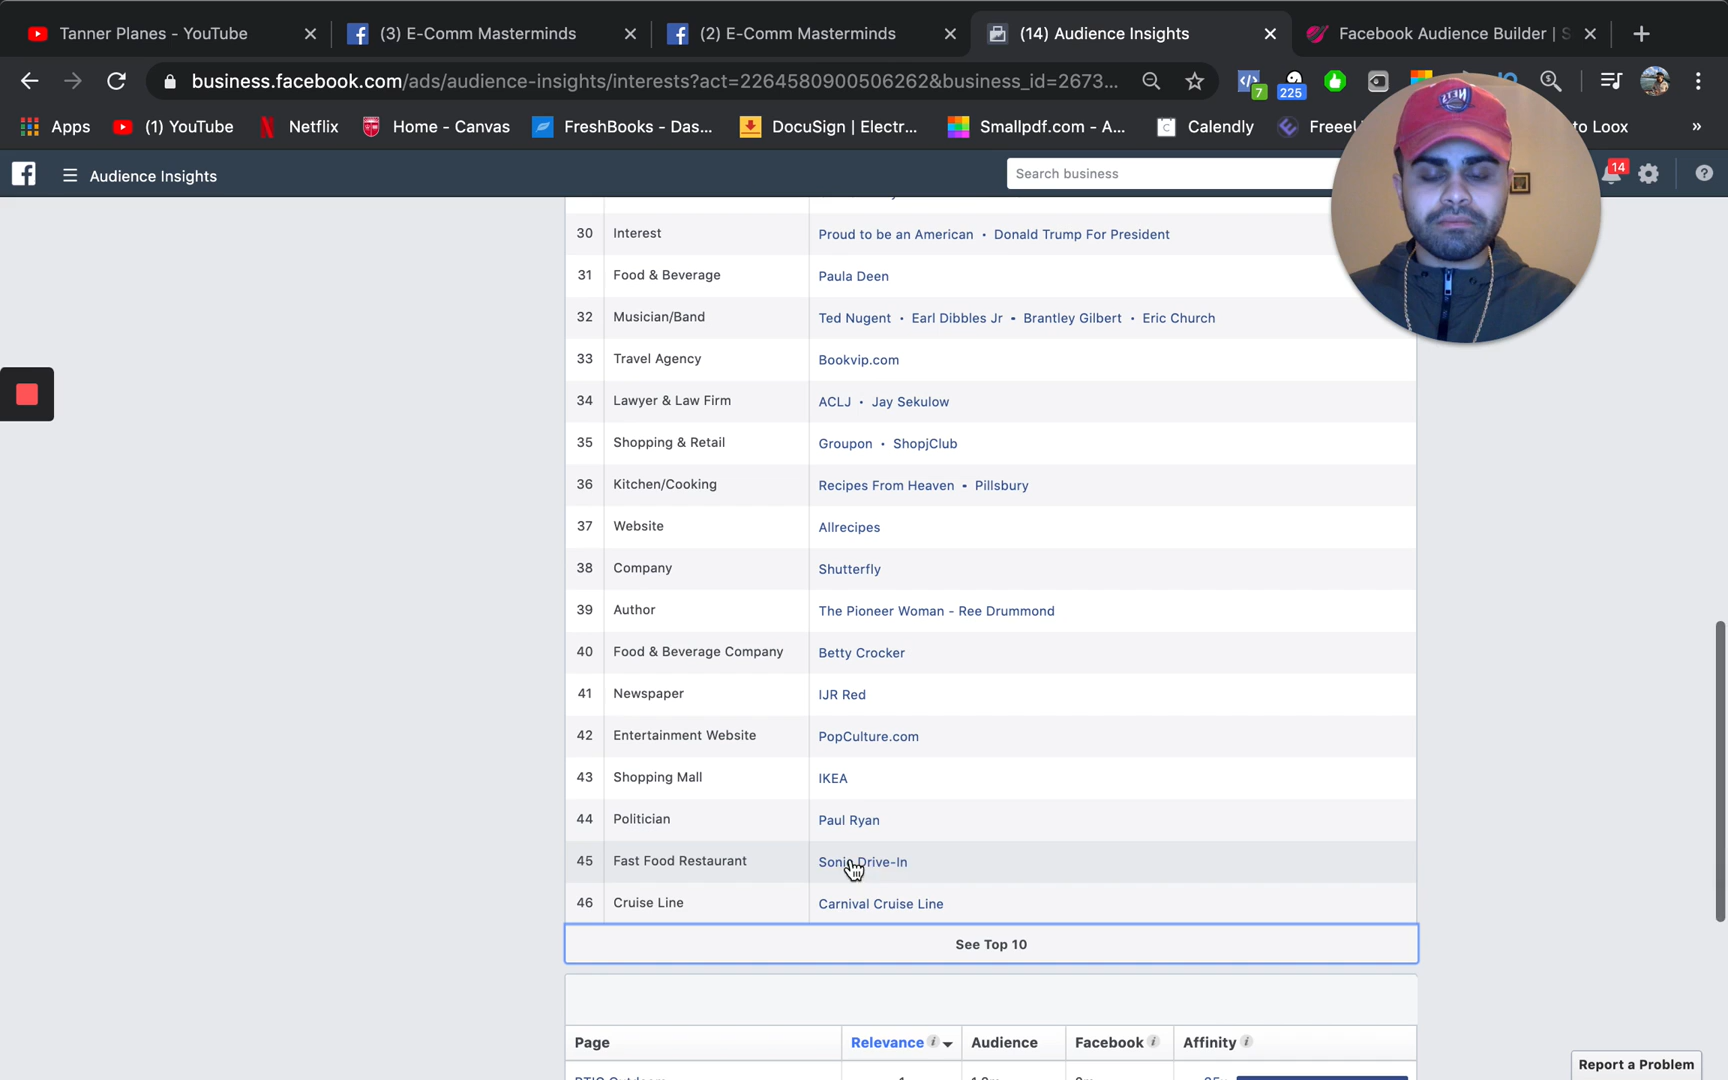 Tanner Planes - YouTube
(3) E-Comm Masterminds
(2) E-Comm Masterminds
(14) Audience Insights
Facebook Audience Builder | S
business.facebook.com/ads/audience-insights/interests?act=2264580900506262&business_id=2673...
7
225
Apps
(1) YouTube
Netflix
Home - Canvas
FreshBooks - Das...
DocuSign | Electr...
Smallpdf.com - A...
Calendly
to Loox
»
Audience Insights
Search business
14
30 Interest Proud to be an American • Donald Trump For President
31 Food & Beverage Paula Deen
32 Musician/Band Ted Nugent • Earl Dibbles Jr • Brantley Gilbert • Eric Church
33 Travel Agency Bookvip.com
34 Lawyer & Law Firm ACLJ • Jay Sekulow
35 Shopping & Retail Groupon • ShopjClub
36 Kitchen/Cooking Recipes From Heaven • Pillsbury
37 Website Allrecipes
38 Company Shutterfly
39 Author The Pioneer Woman - Ree Drummond
40 Food & Beverage Company Betty Crocker
41 Newspaper IJR Red
42 Entertainment Website PopCulture.com
43 Shopping Mall IKEA
44 Politician Paul Ryan
45 Fast Food Restaurant Sonic Drive-In
46 Cruise Line Carnival Cruise Line
See Top 10
Page Relevance Audience Facebook Affinity
Report a Problem